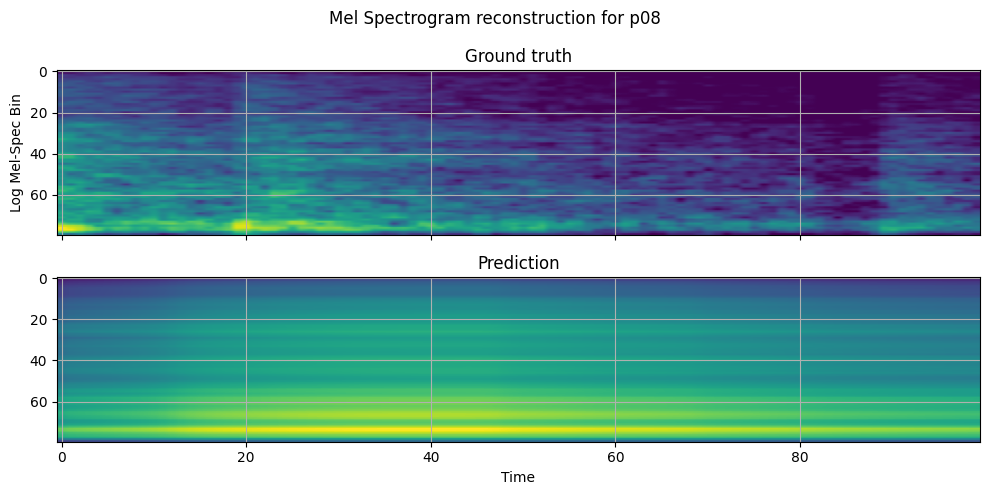 Mel Spectrogram reconstruction for p08
Ground truth
0
20
40
60
Log Mel-Spec Bin
Prediction
0
20
40
60
0 20 40 60 80
Time